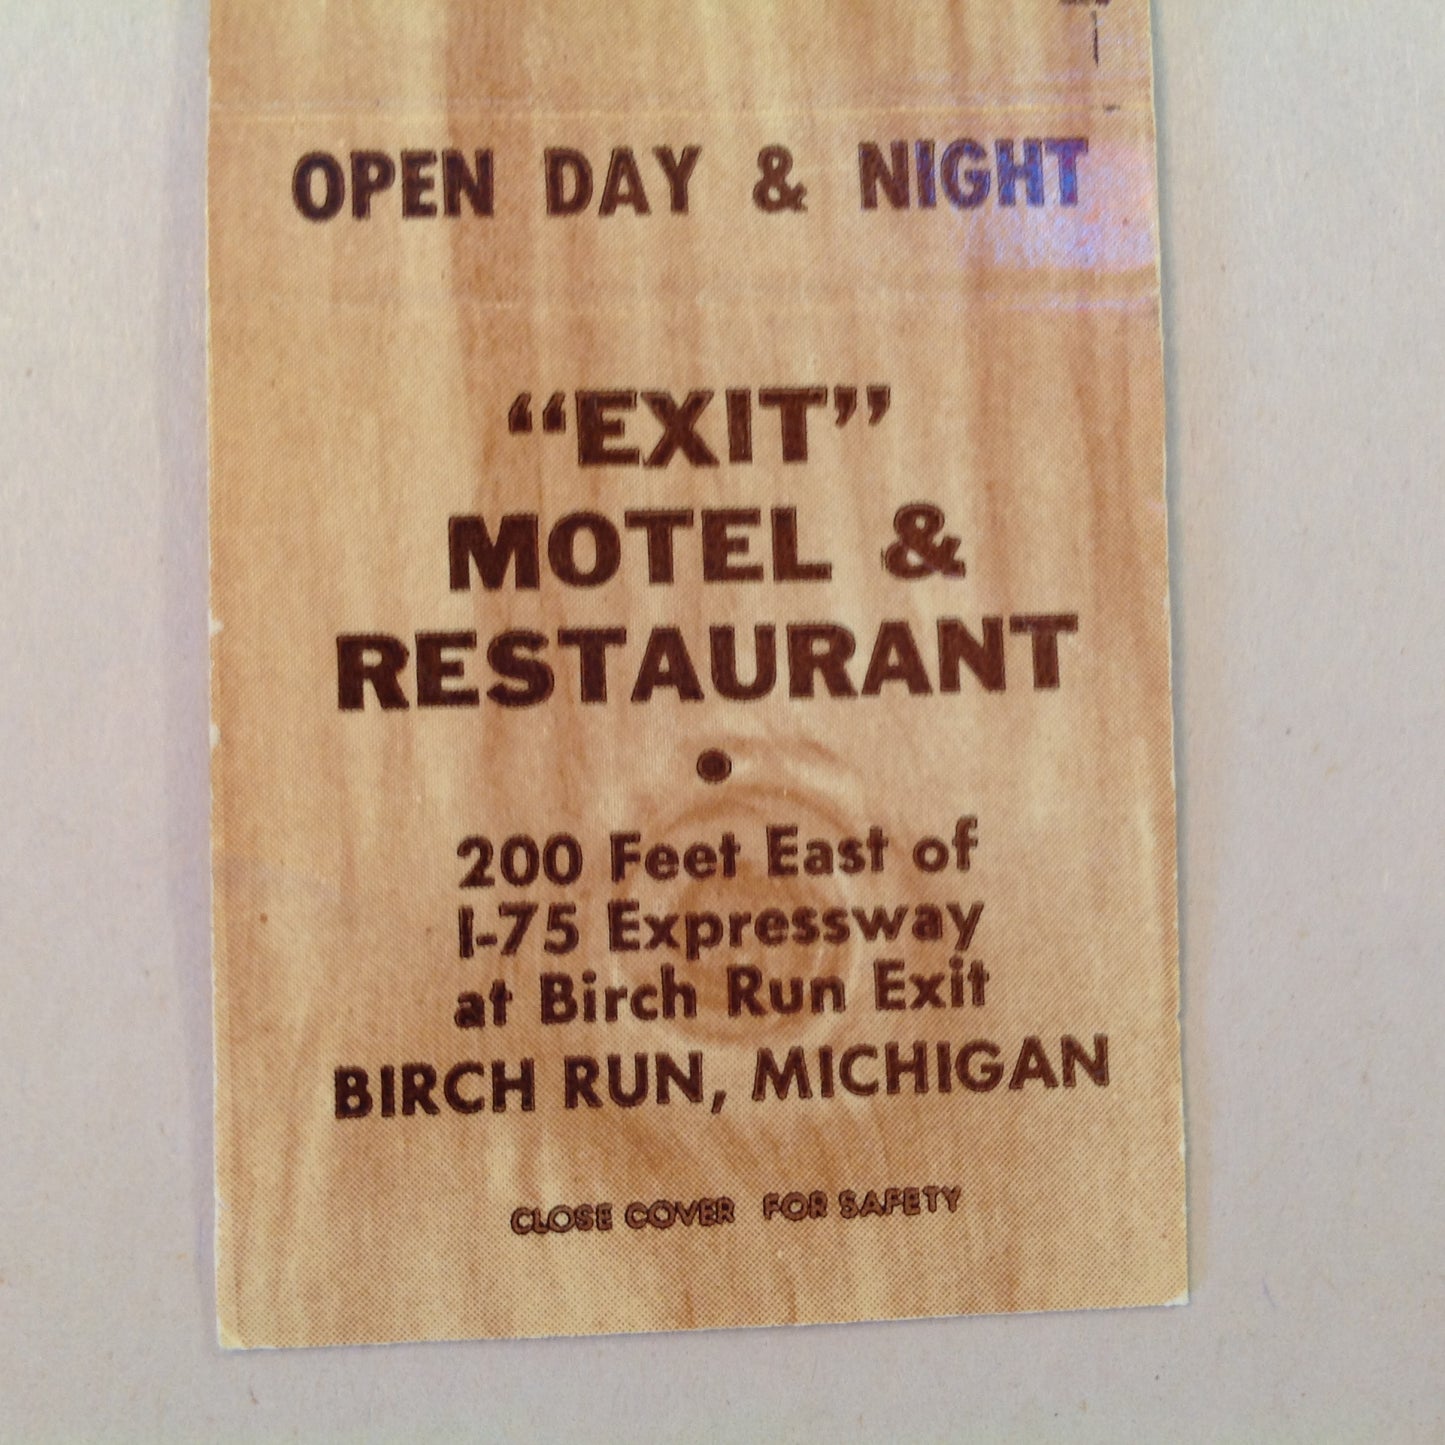 OPEN DAY & NIGHT
“EXIT”
MOTEL &
RESTAURANT
•
200 Feet East of
I-75 Expressway
at Birch Run Exit
BIRCH RUN, MICHIGAN
CLOSE COVER FOR SAFETY